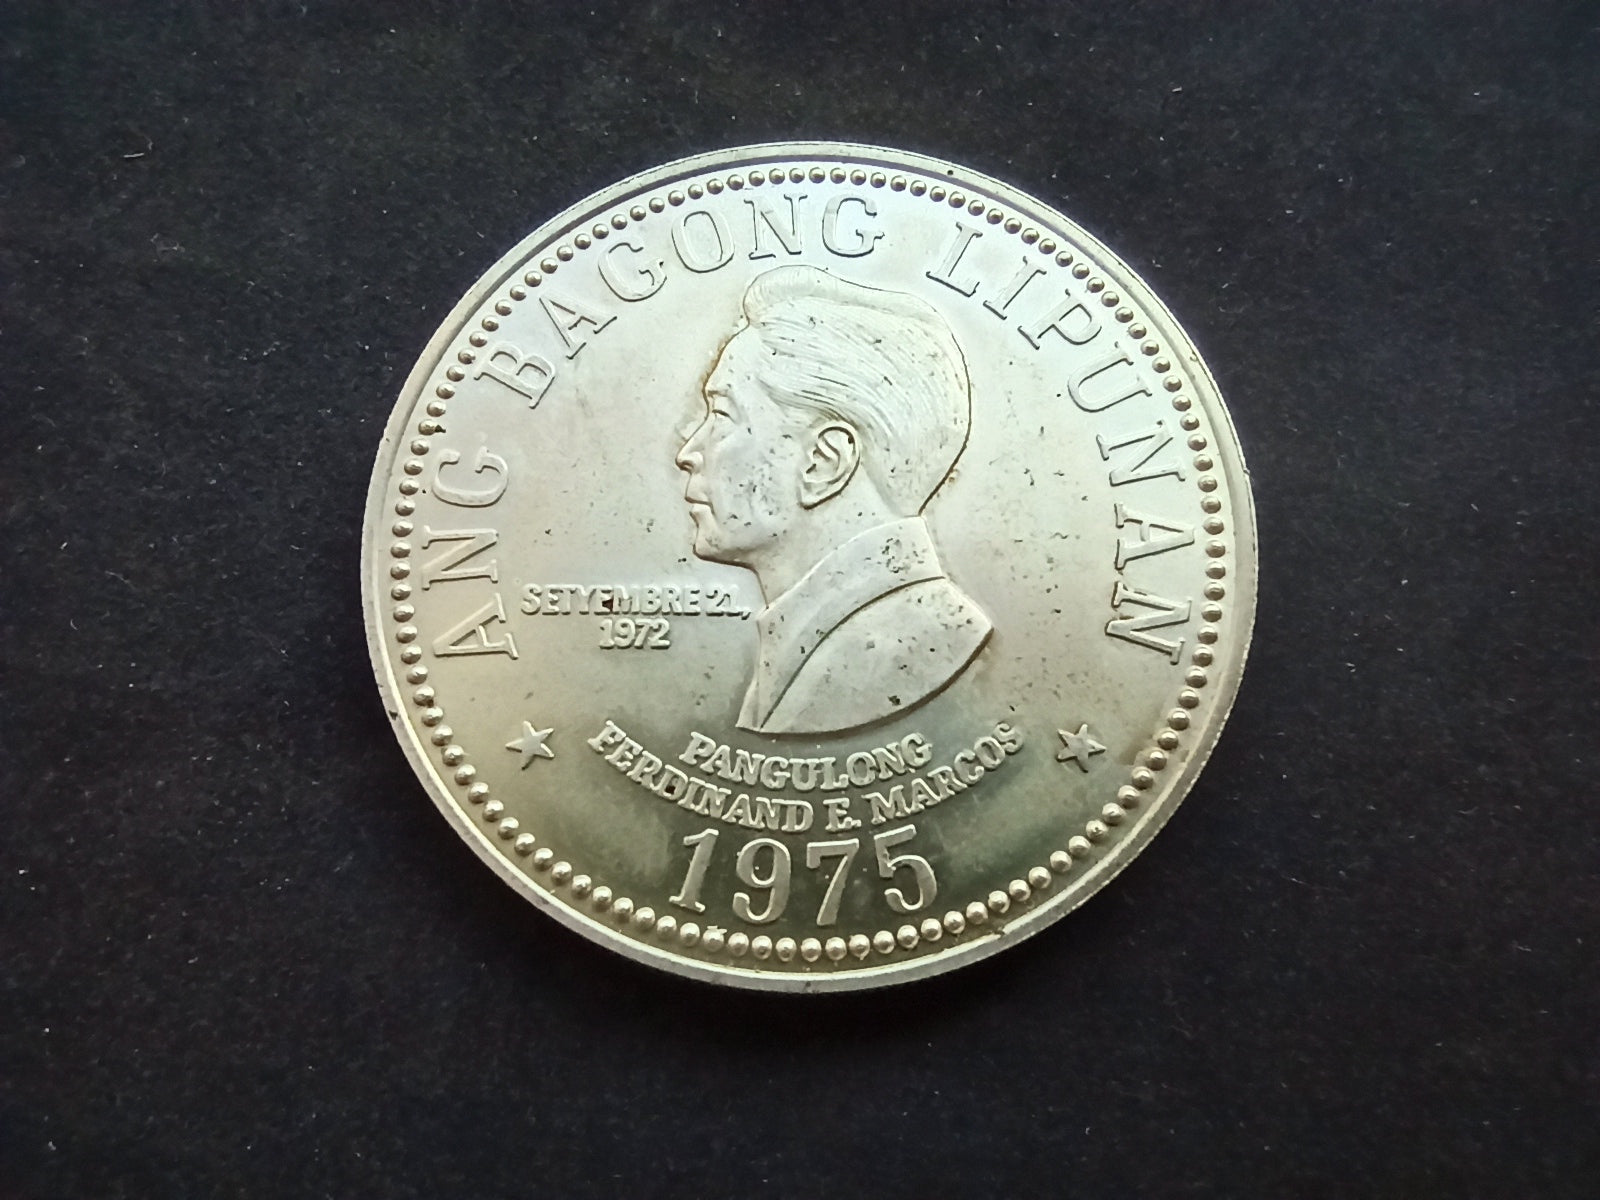 ANG BAGONG LIPUNAN
SETYEMBRE 21,
1972
PANGULONG
FERDINAND E. MARCOS
1975